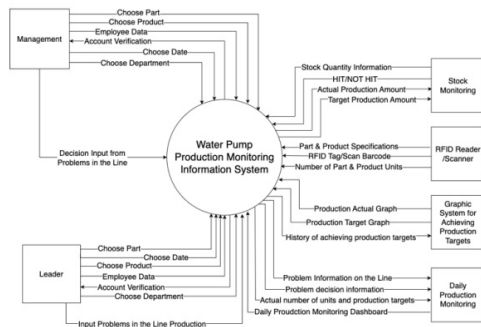 Management
Choose Part
Choose Product
Employee Data
Account Verification
Choose Date
Choose Department
Decision Input from
Problems in the Line
Water Pump
Production Monitoring
Information System
Stock Quantity Information
HIT/NOT HIT
Actual Production Amount
Target Production Amount
Stock
Monitoring
Part & Product Specifications
RFID Tag/Scan Barcode
Number of Part & Product Units
RFID Reader
/Scanner
Production Actual Graph
Production Target Graph
History of achieving production targets
Graphic
System for
Achieving
Production
Targets
Leader
Choose Part
Choose Date
Choose Product
Employee Data
Account Verification
Choose Department
Input Problems in the Line Production
Problem Information on the Line
Problem decision information
Actual number of units and production targets
Daily Proudction Monitoring Dashboard
Daily
Production
Monitoring